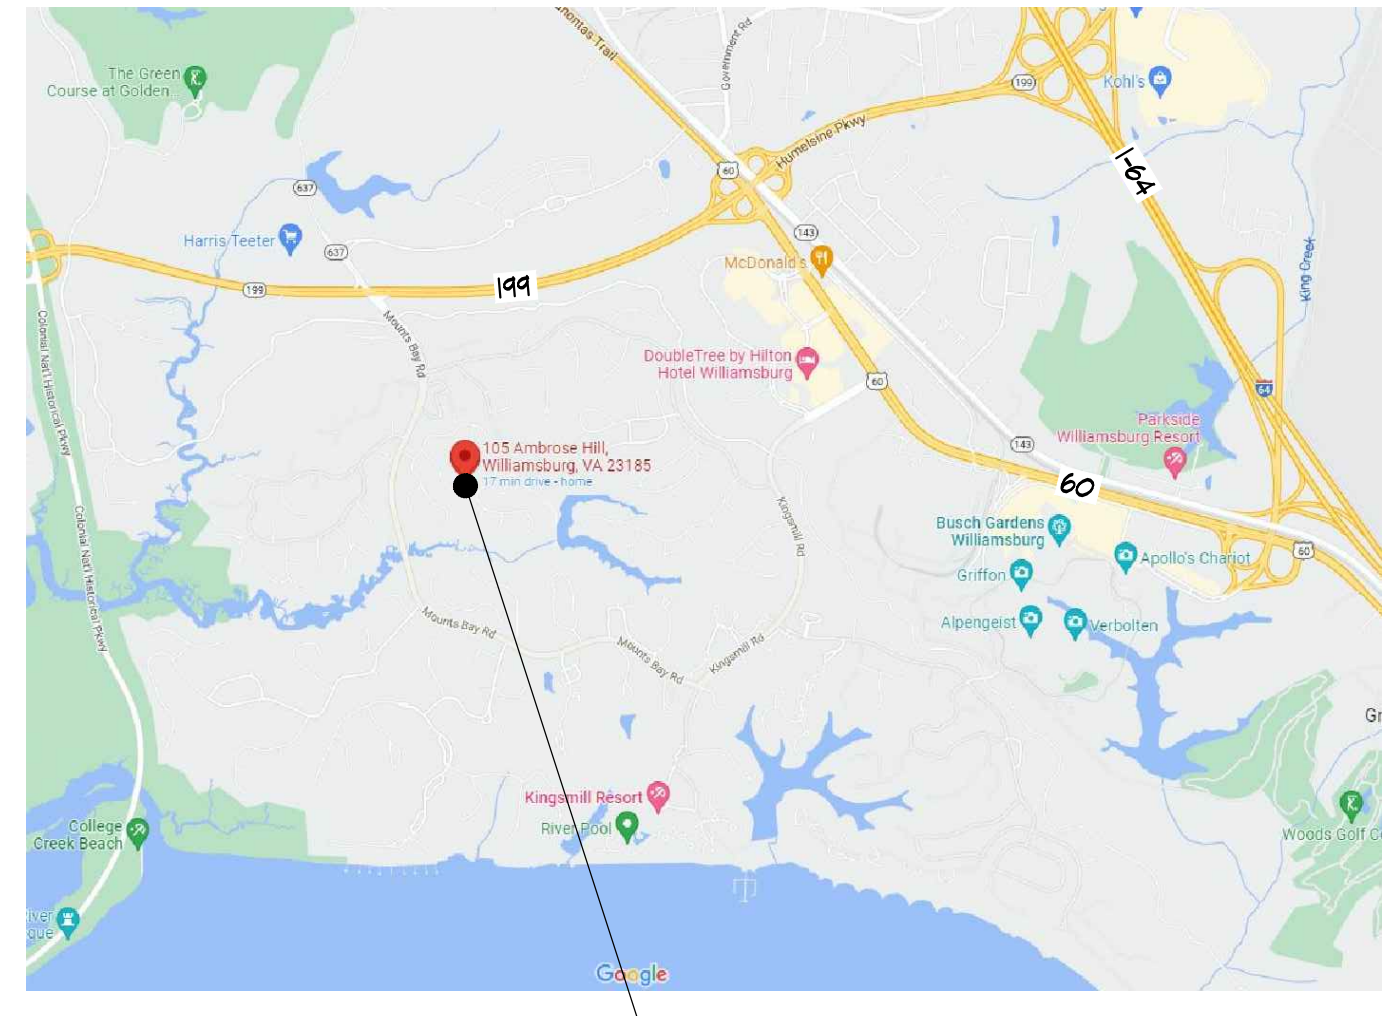 Government Rd
The Green
Course at Golden...
199
Kohl's
Humelsine Pkwy
60
I-64
637
143
Harris Teeter
637
McDonald's
King Creek
199
199
Colonial Nat'l Historical Pkwy
Mounts Bay Rd
DoubleTree by Hilton
Hotel Williamsburg
60
64
Parkside
Williamsburg Resort
143
105 Ambrose Hill,
Williamsburg, VA 23185
17 min drive - home
60
Kingsmill Rd
Busch Gardens
Williamsburg
60
Colonial Nat'l Historical Pkwy
Apollo's Chariot
Griffon
Mounts Bay Rd
Alpengeist
Verbolten
Mounts Bay Rd
Kingsmill Rd
Gr
Kingsmill Resort
River Pool
College
Creek Beach
Woods Golf C
iver
que
Google